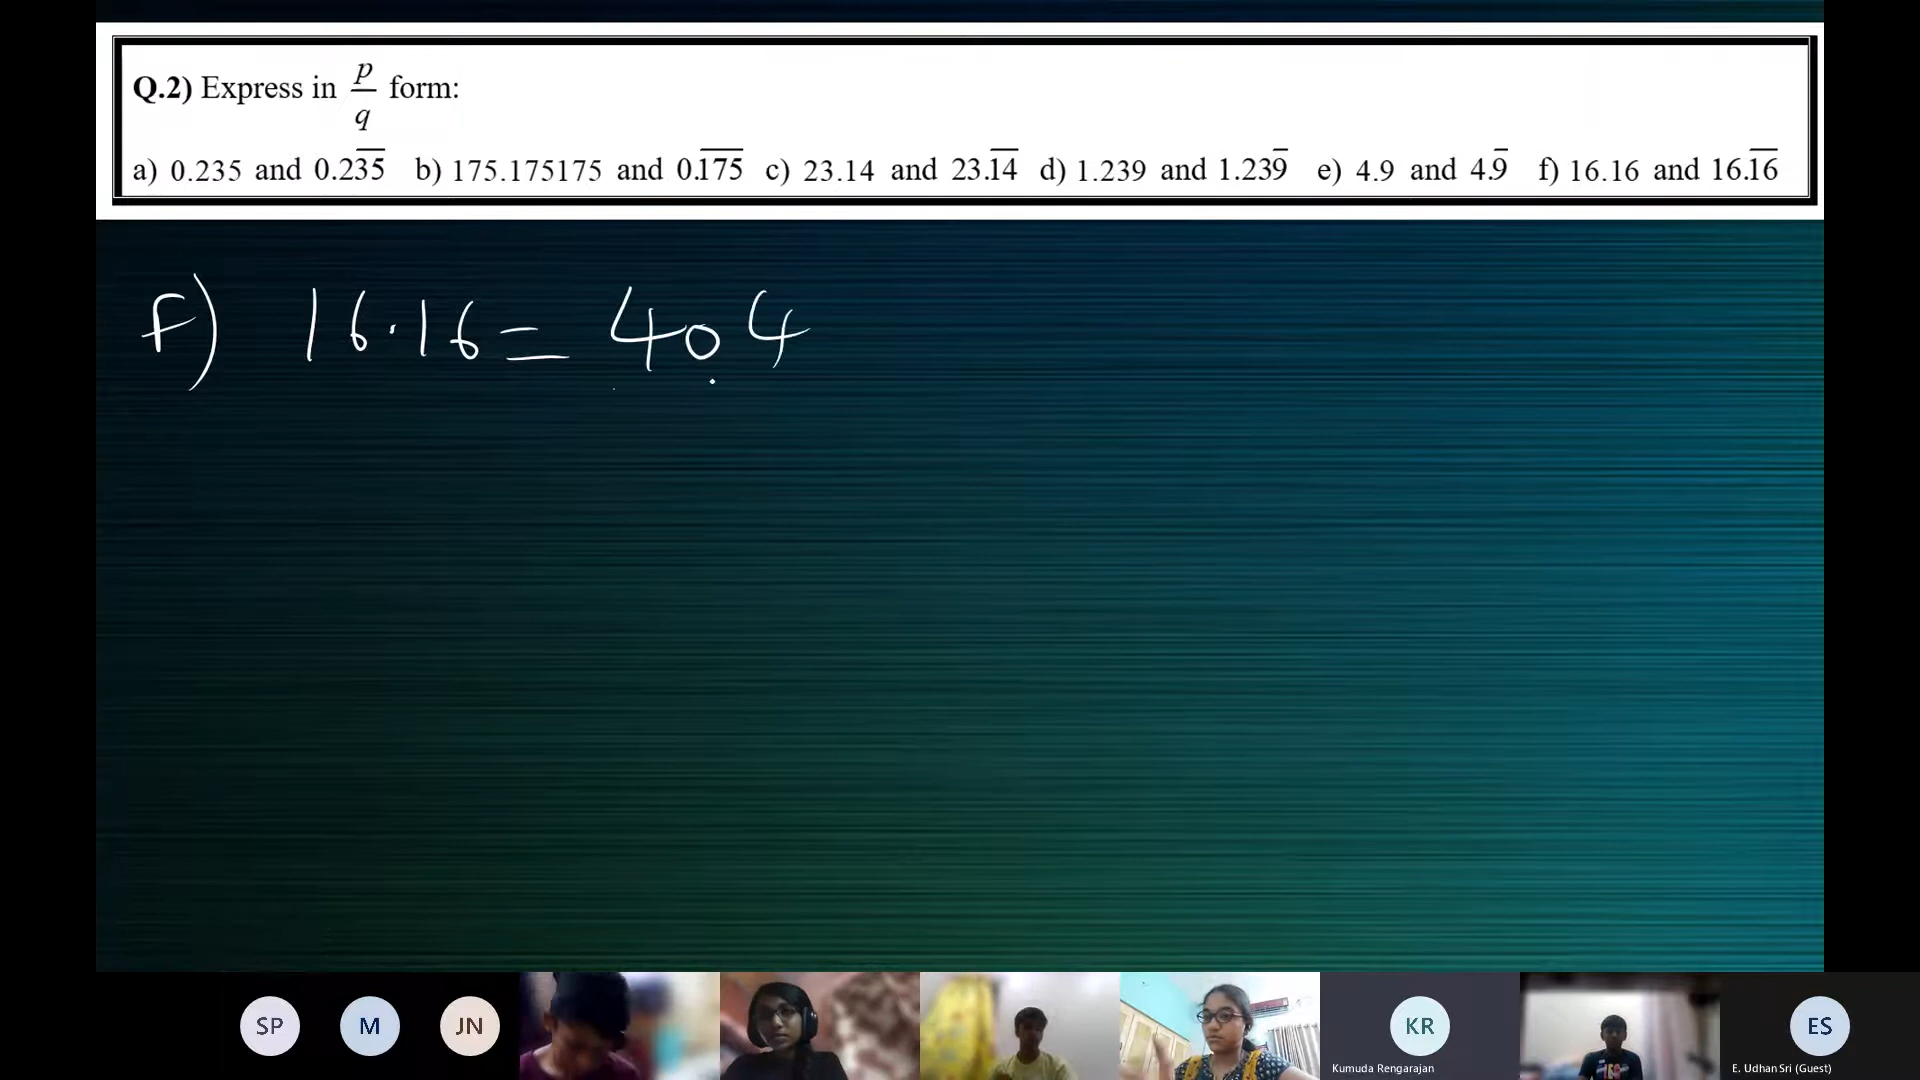 Q.2) Express in p/q form:
a) 0.235 and 0.23̅5̅ b) 175.175175 and 0.1̅7̅5̅ c) 23.14 and 23.1̅4̅ d) 1.239 and 1.239̅ e) 4.9 and 4.9̅ f) 16.16 and 16.1̅6̅
f) 16.16 = 404
SP M JN KR ES
Kumuda Rengarajan E. Udhan Sri (Guest)